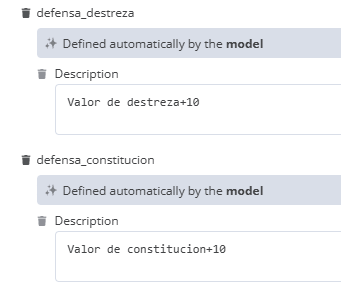 defensa_destreza
Defined automatically by the model
Description
Valor de destreza+10
defensa_constitucion
Defined automatically by the model
Description
Valor de constitucion+10